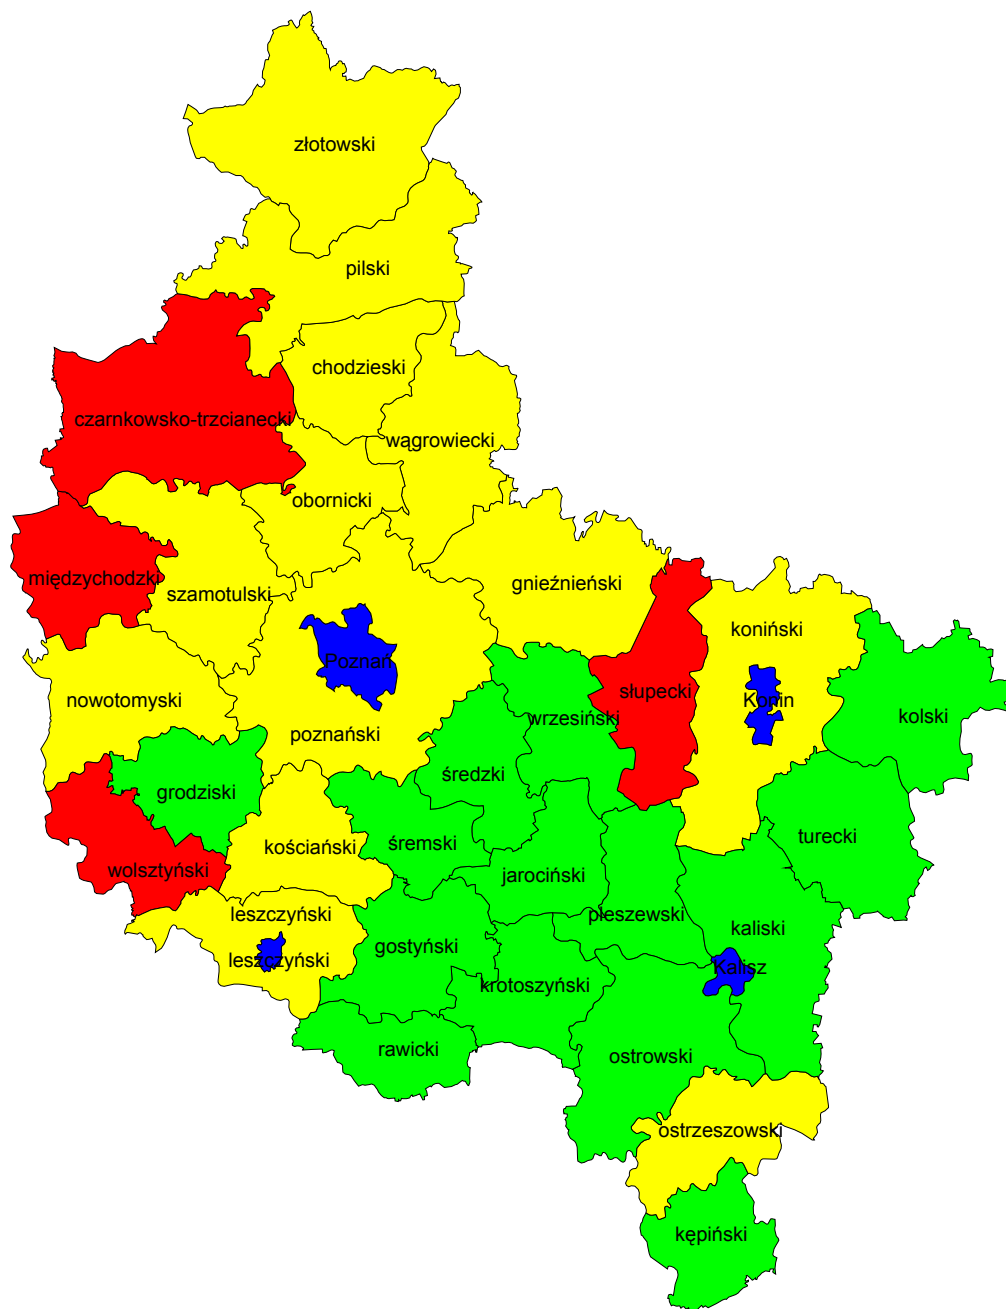 złotowski
pilski
chodzieski
czarnkowsko-trzcianecki
wągrowiecki
obornicki
międzychodzki
szamotulski
gnieźnieński
koniński
Poznań
słupecki
nowotomyski
Konin
wrzesiński
kolski
poznański
średzki
grodziski
turecki
kościański
śremski
wolsztyński
jarociński
leszczyński
pleszewski
kaliski
gostyński
leszczyński
Kalisz
krotoszyński
rawicki
ostrowski
ostrzeszowski
kępiński